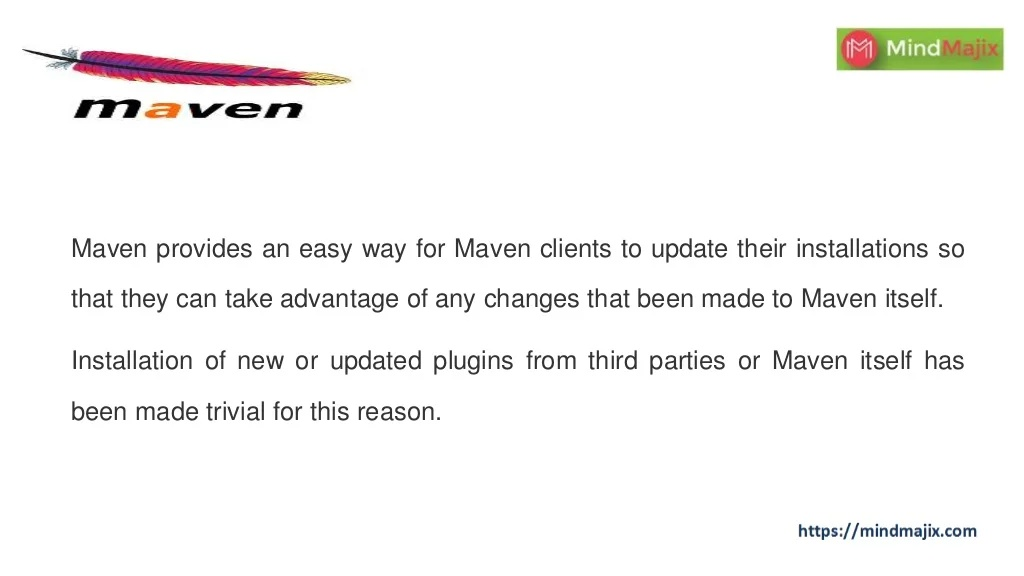 MindMajix
maven
Maven provides an easy way for Maven clients to update their installations so
that they can take advantage of any changes that been made to Maven itself.
Installation of new or updated plugins from third parties or Maven itself has
been made trivial for this reason.
https://mindmajix.com